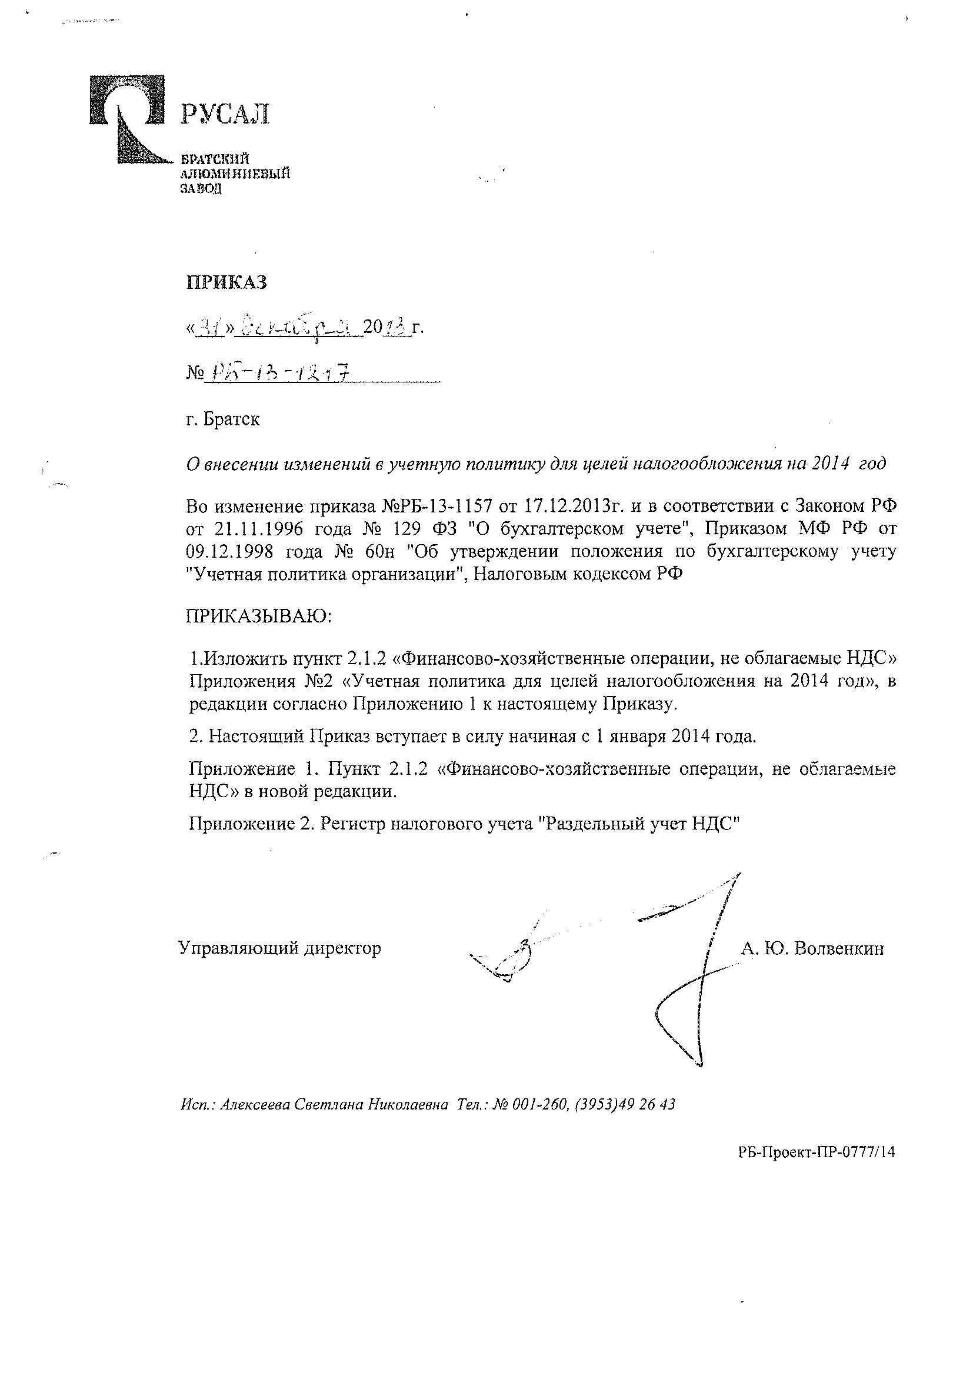 РУСАЛ
БРАТСКИЙ
АЛЮМИНИЕВЫЙ
ЗАВОД
ПРИКАЗ
«31» декабря 2013 г.
№ РБ-13-1217
г. Братск
О внесении изменений в учетную политику для целей налогообложения на 2014 год
Во изменение приказа №РБ-13-1157 от 17.12.2013г. и в соответствии с Законом РФ
от 21.11.1996 года № 129 ФЗ "О бухгалтерском учете", Приказом МФ РФ от
09.12.1998 года № 60н "Об утверждении положения по бухгалтерскому учету
"Учетная политика организации", Налоговым кодексом РФ
ПРИКАЗЫВАЮ:
1.Изложить пункт 2.1.2 «Финансово-хозяйственные операции, не облагаемые НДС»
Приложения №2 «Учетная политика для целей налогообложения на 2014 год», в
редакции согласно Приложению 1 к настоящему Приказу.
2. Настоящий Приказ вступает в силу начиная с 1 января 2014 года.
Приложение 1. Пункт 2.1.2 «Финансово-хозяйственные операции, не облагаемые
НДС» в новой редакции.
Приложение 2. Регистр налогового учета "Раздельный учет НДС"
Управляющий директор
А. Ю. Волвенкин
Исп.: Алексеева Светлана Николаевна Тел.: № 001-260, (3953)49 26 43
РБ-Проект-ПР-0777/14